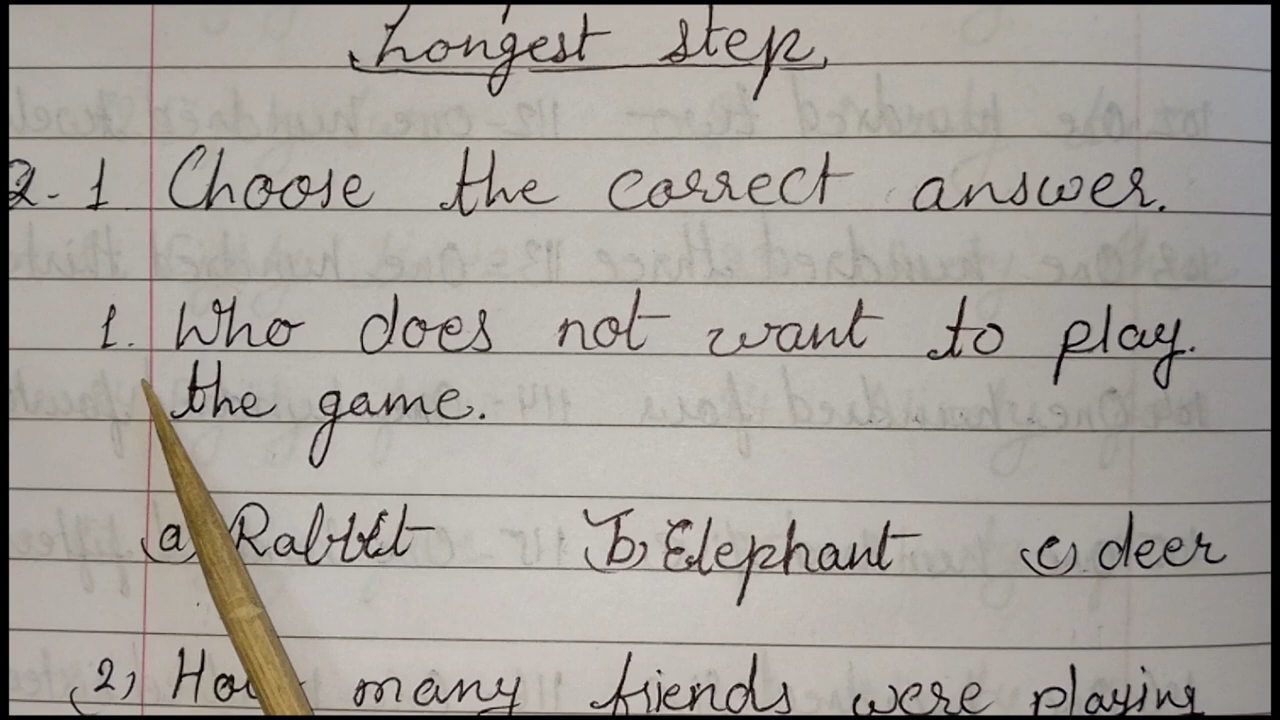 Longest step.
Q-1 Choose the correct answer.
1. Who does not want to play.
the game.
(a) Rabbit (b) Elephant (c) deer
(2) How many friends were playing